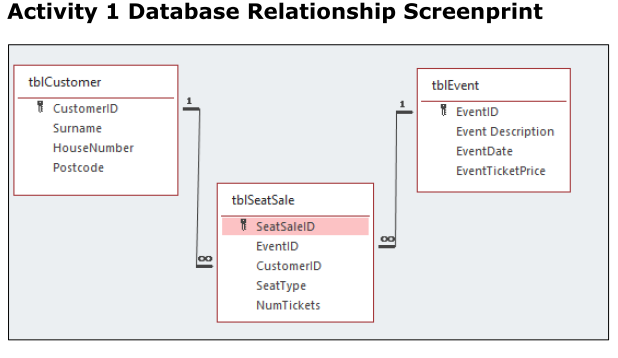 Activity 1 Database Relationship Screenprint
tblCustomer
CustomerID
Surname
HouseNumber
Postcode
1
∞
tblSeatSale
SeatSaleID
EventID
CustomerID
SeatType
NumTickets
1
∞
tblEvent
EventID
Event Description
EventDate
EventTicketPrice